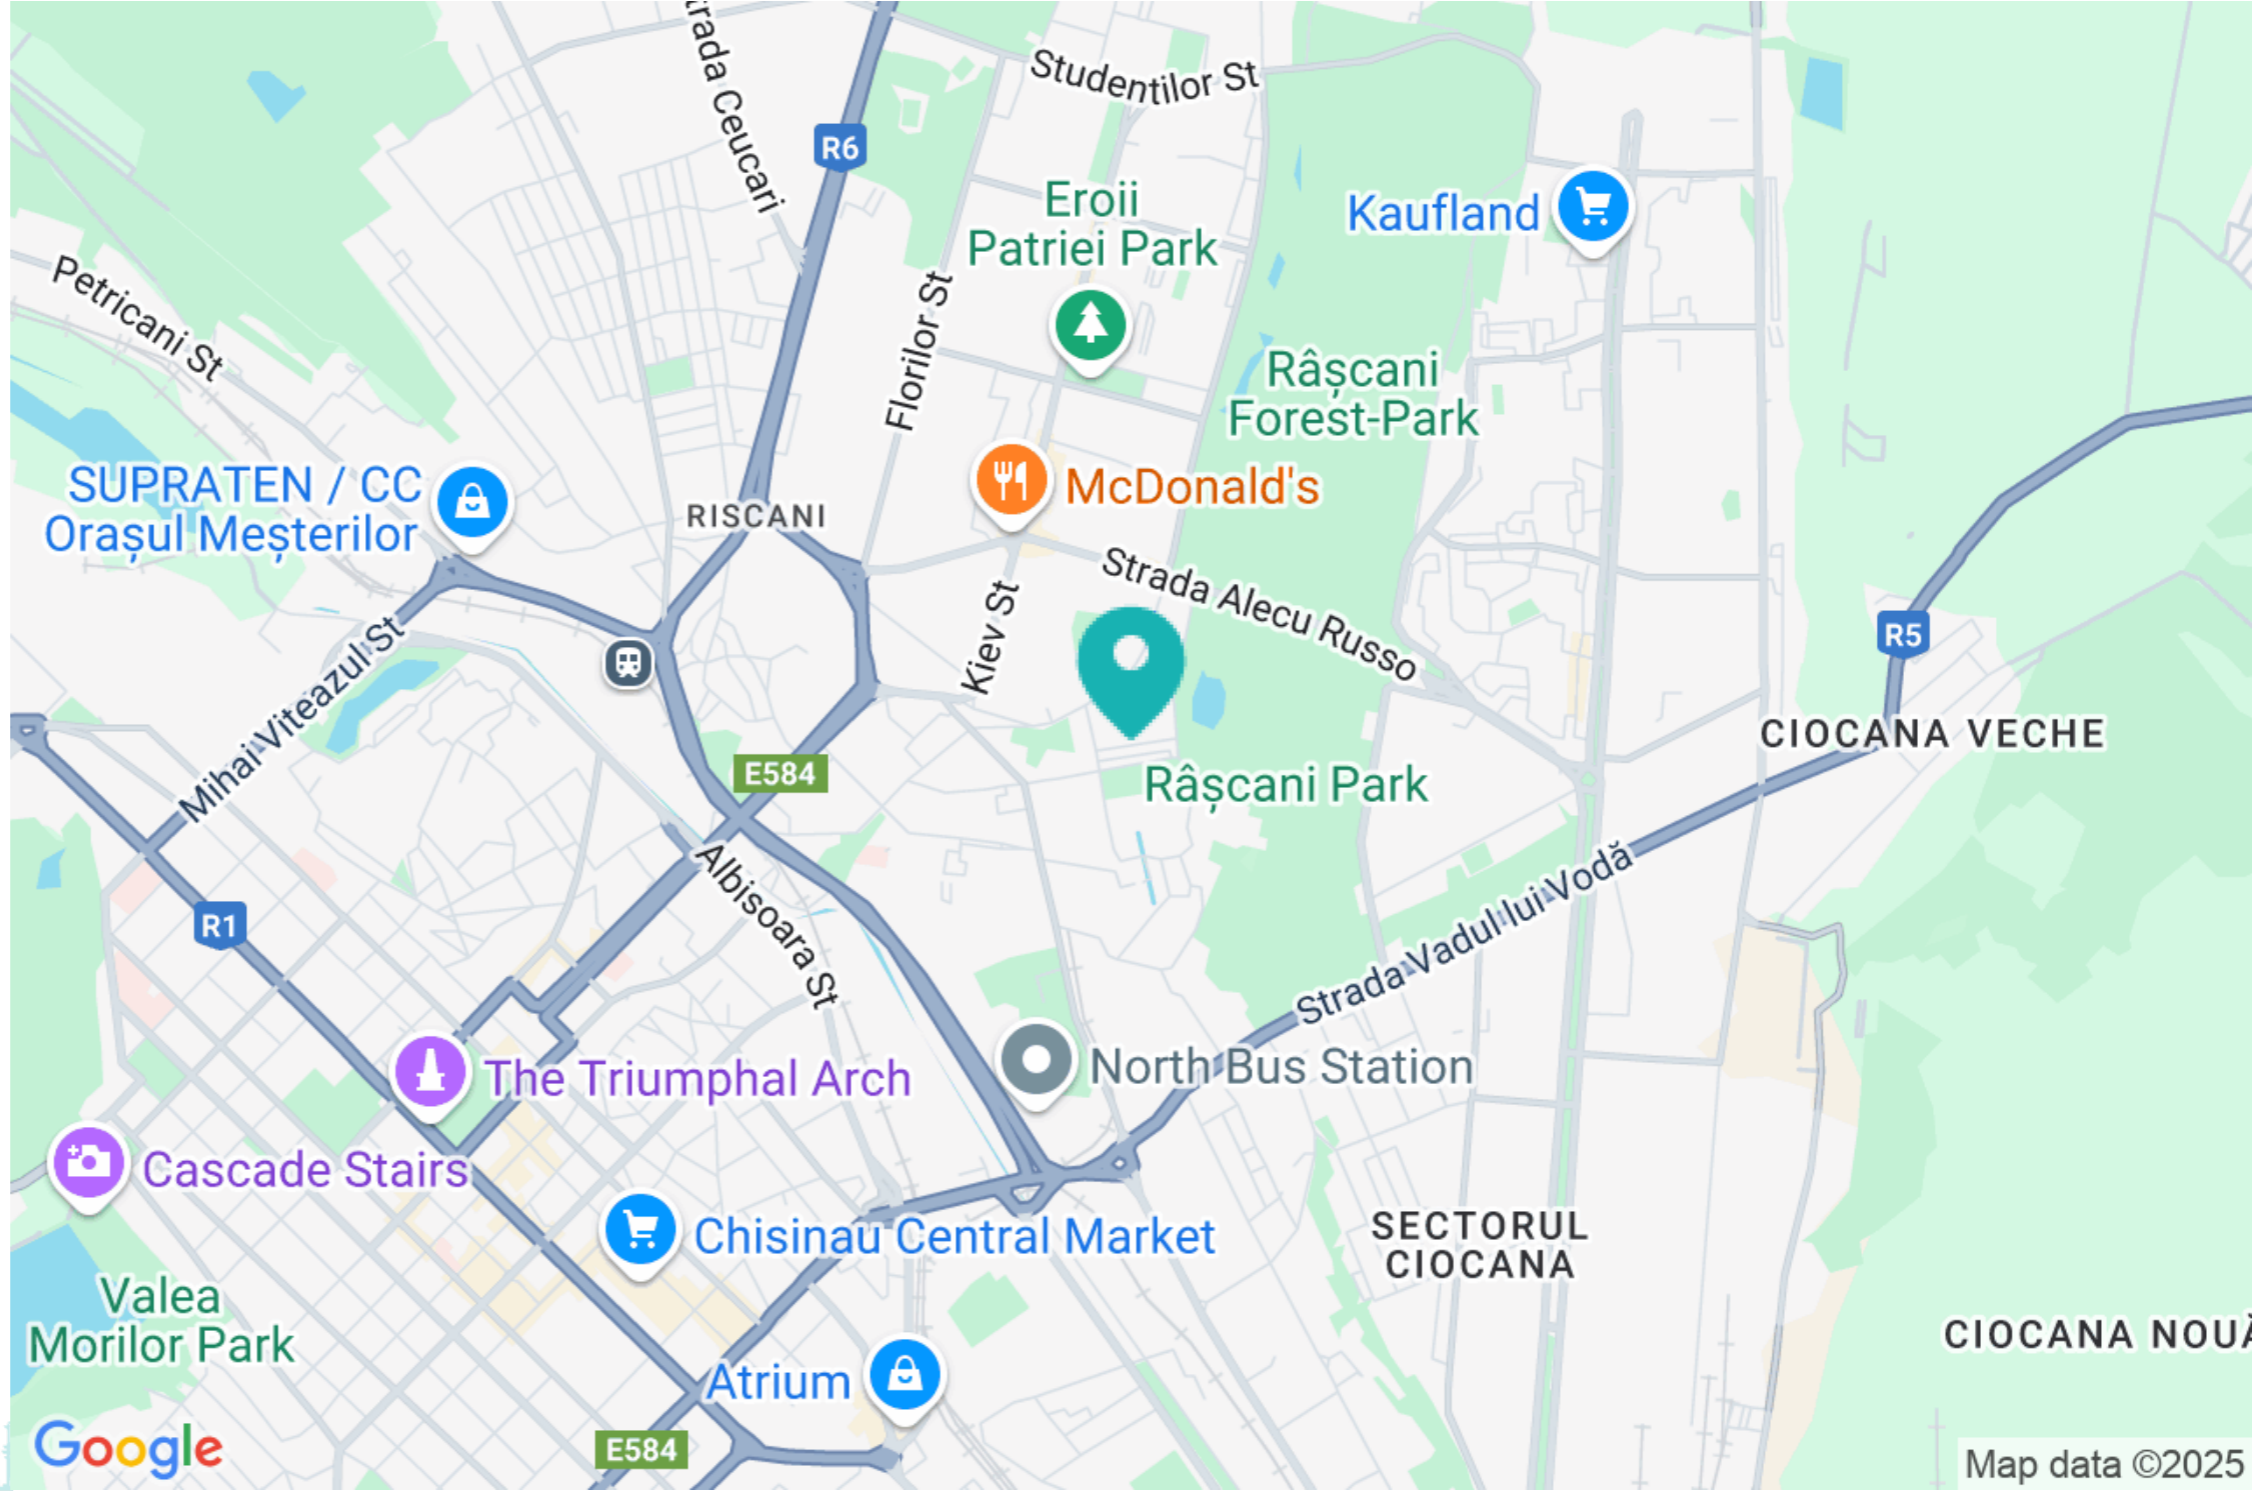 Strada Ceucari
Studentilor St
R6
Eroii
Patriei Park
Kaufland
Petricani St
Florilor St
Râșcani
Forest-Park
SUPRATEN / CC
Orașul Meșterilor
McDonald's
RISCANI
Strada Alecu Russo
Kiev St
R5
Mihai Viteazul St
CIOCANA VECHE
E584
Râșcani Park
Albisoara St
Strada Vadul lui Vodă
R1
The Triumphal Arch
North Bus Station
Cascade Stairs
Chisinau Central Market
SECTORUL
CIOCANA
Valea
Morilor Park
CIOCANA NOUĂ
Atrium
Google
E584
Map data ©2025